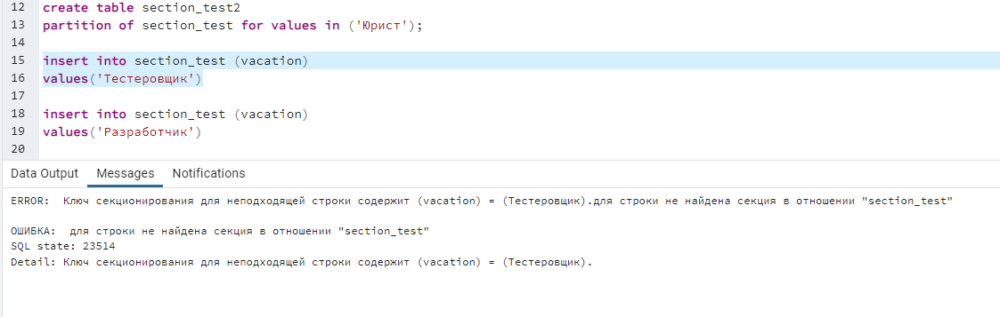 12 create table section_test2
13 partition of section_test for values in ('Юрист');
14
15 insert into section_test (vacation)
16 values('Тестеровщик')
17
18 insert into section_test (vacation)
19 values('Разработчик')
20
Data Output Messages Notifications
ERROR:  Ключ секционирования для неподходящей строки содержит (vacation) = (Тестеровщик).для строки не найдена секция в отношении "section_test"
ОШИБКА:  для строки не найдена секция в отношении "section_test"
SQL state: 23514
Detail: Ключ секционирования для неподходящей строки содержит (vacation) = (Тестеровщик).